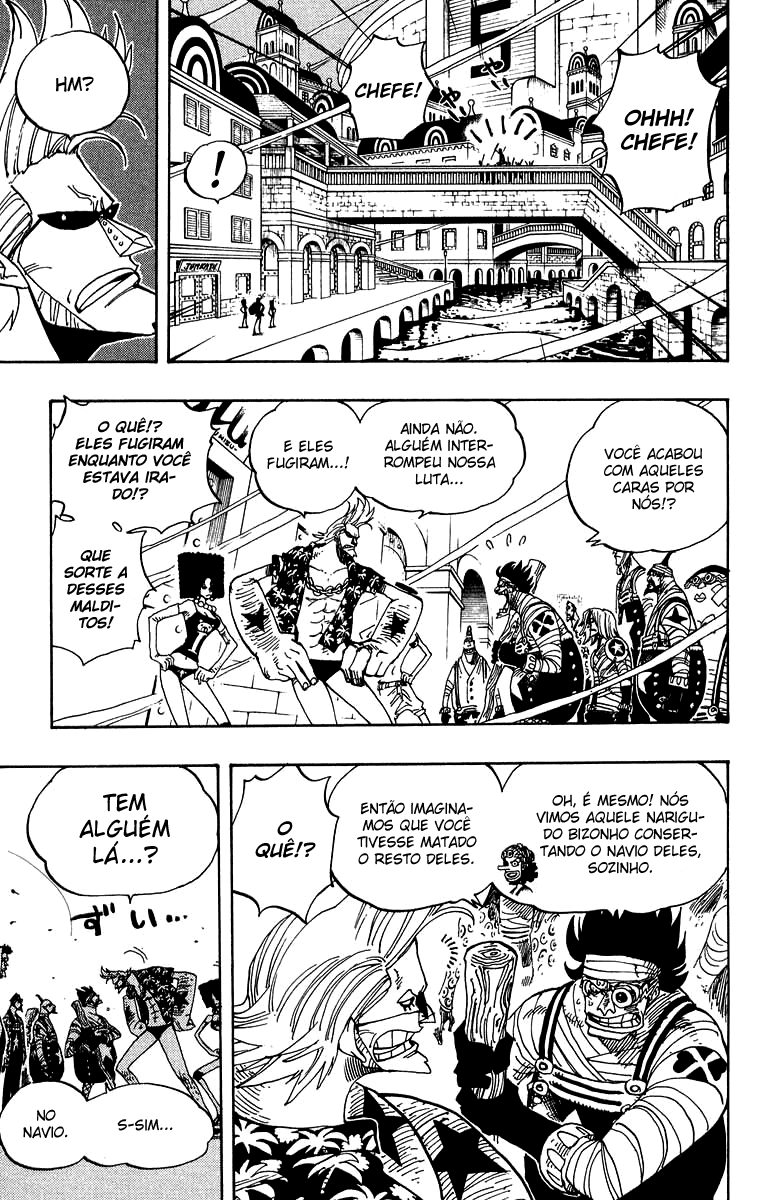 OHHH!
CHEFE!
CHEFE!
!
HM?
VOCÊ ACABOU
COM AQUELES
CARAS POR
NÓS!?
AINDA NÃO.
ALGUÉM INTER-
ROMPEU NOSSA
LUTA...
E ELES
FUGIRAM...!
O QUÊ!?
ELES FUGIRAM
ENQUANTO VOCÊ
ESTAVA IRA-
DO!?
QUE
SORTE A
DESSES
MALDI-
TOS!
OH, É MESMO! NÓS
VIMOS AQUELE NARIGU-
DO BIZONHO CONSER-
TANDO O NAVIO DELES,
SOZINHO.
ENTÃO IMAGINA-
MOS QUE VOCÊ
TIVESSE MATADO
O RESTO DELES.
O
QUÊ!?
TEM
ALGUÉM
LÁ...?
ずい...
S-SIM...
NO
NAVIO.